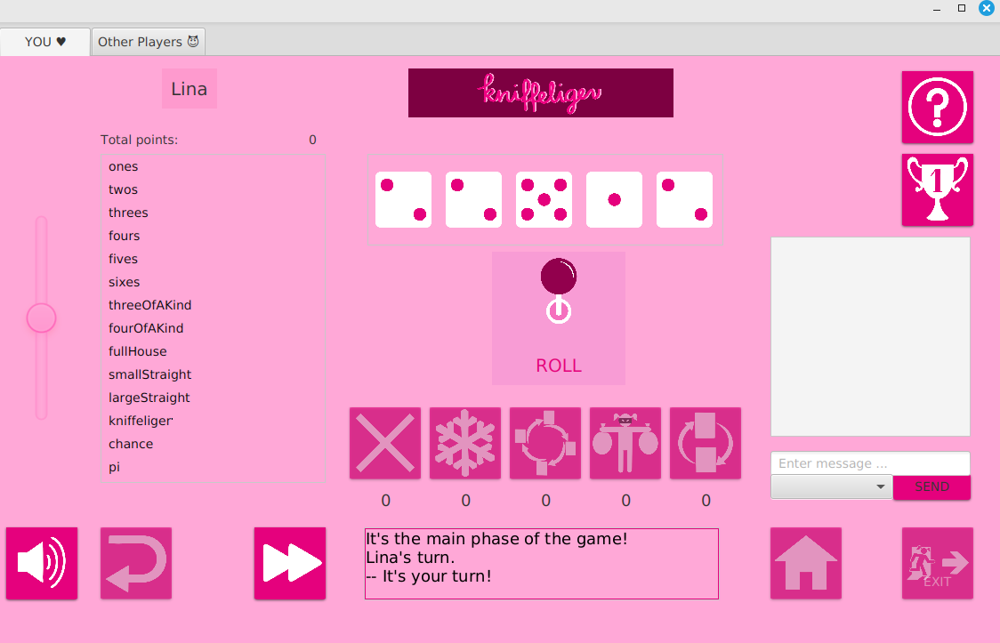 YOU ♥
Other Players 😈
Lina
kniffeliger
Total points: 0
ones
twos
threes
fours
fives
sixes
threeOfAKind
fourOfAKind
fullHouse
smallStraight
largeStraight
kniffeliger
chance
pi
ROLL
0 0 0 0 0
It's the main phase of the game!
Lina's turn.
-- It's your turn!
?
1
Enter message ...
SEND
EXIT